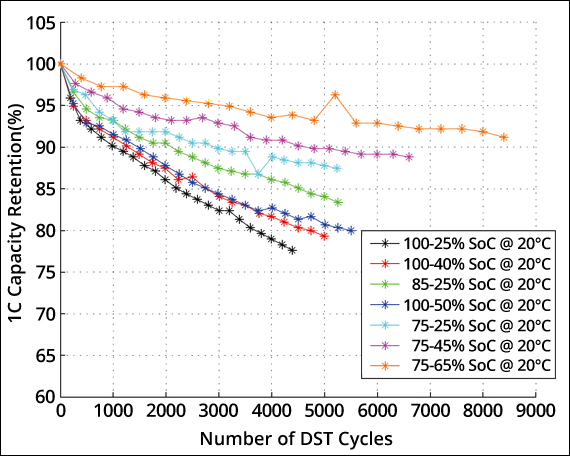 105
100
95
90
85
80
75
70
65
60
1C Capacity Retention(%)
100-25% SoC @ 20°C
100-40% SoC @ 20°C
85-25% SoC @ 20°C
100-50% SoC @ 20°C
75-25% SoC @ 20°C
75-45% SoC @ 20°C
75-65% SoC @ 20°C
0 1000 2000 3000 4000 5000 6000 7000 8000 9000
Number of DST Cycles